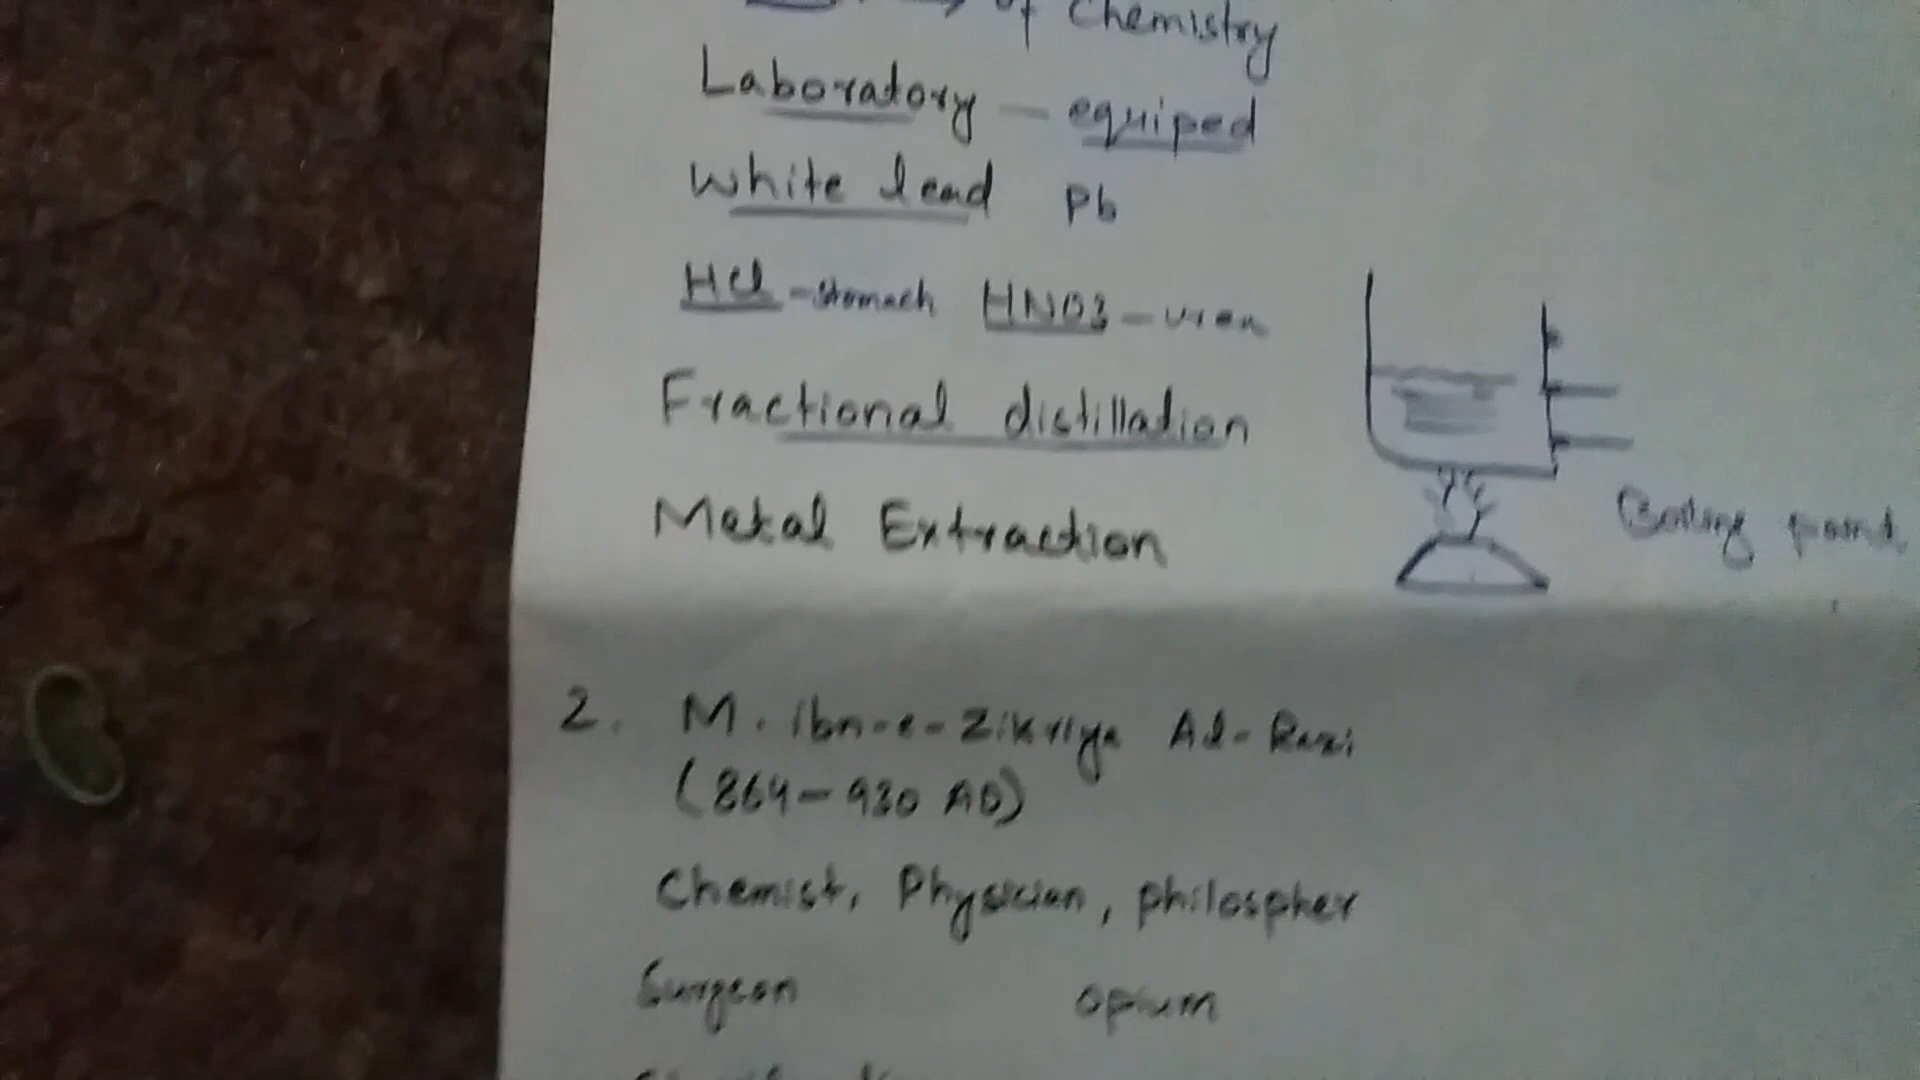 of Chemistry
Laboratory — equiped
White lead Pb
HCl - stomach HNO3 - urea
Fractional distillation
Metal Extraction
Boiling point
2. M. ibn-e-Zikriya Al-Razi
(864-930 AD)
Chemist, Physician, philospher
Surgeon opium